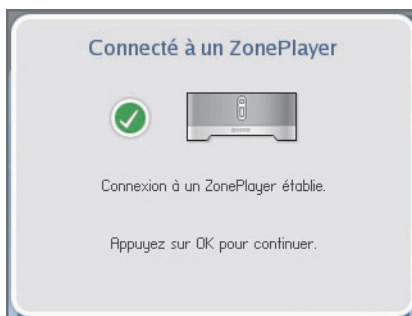 Connecté à un ZonePlayer
Connexion à un ZonePlayer établie.
Appuyez sur OK pour continuer.